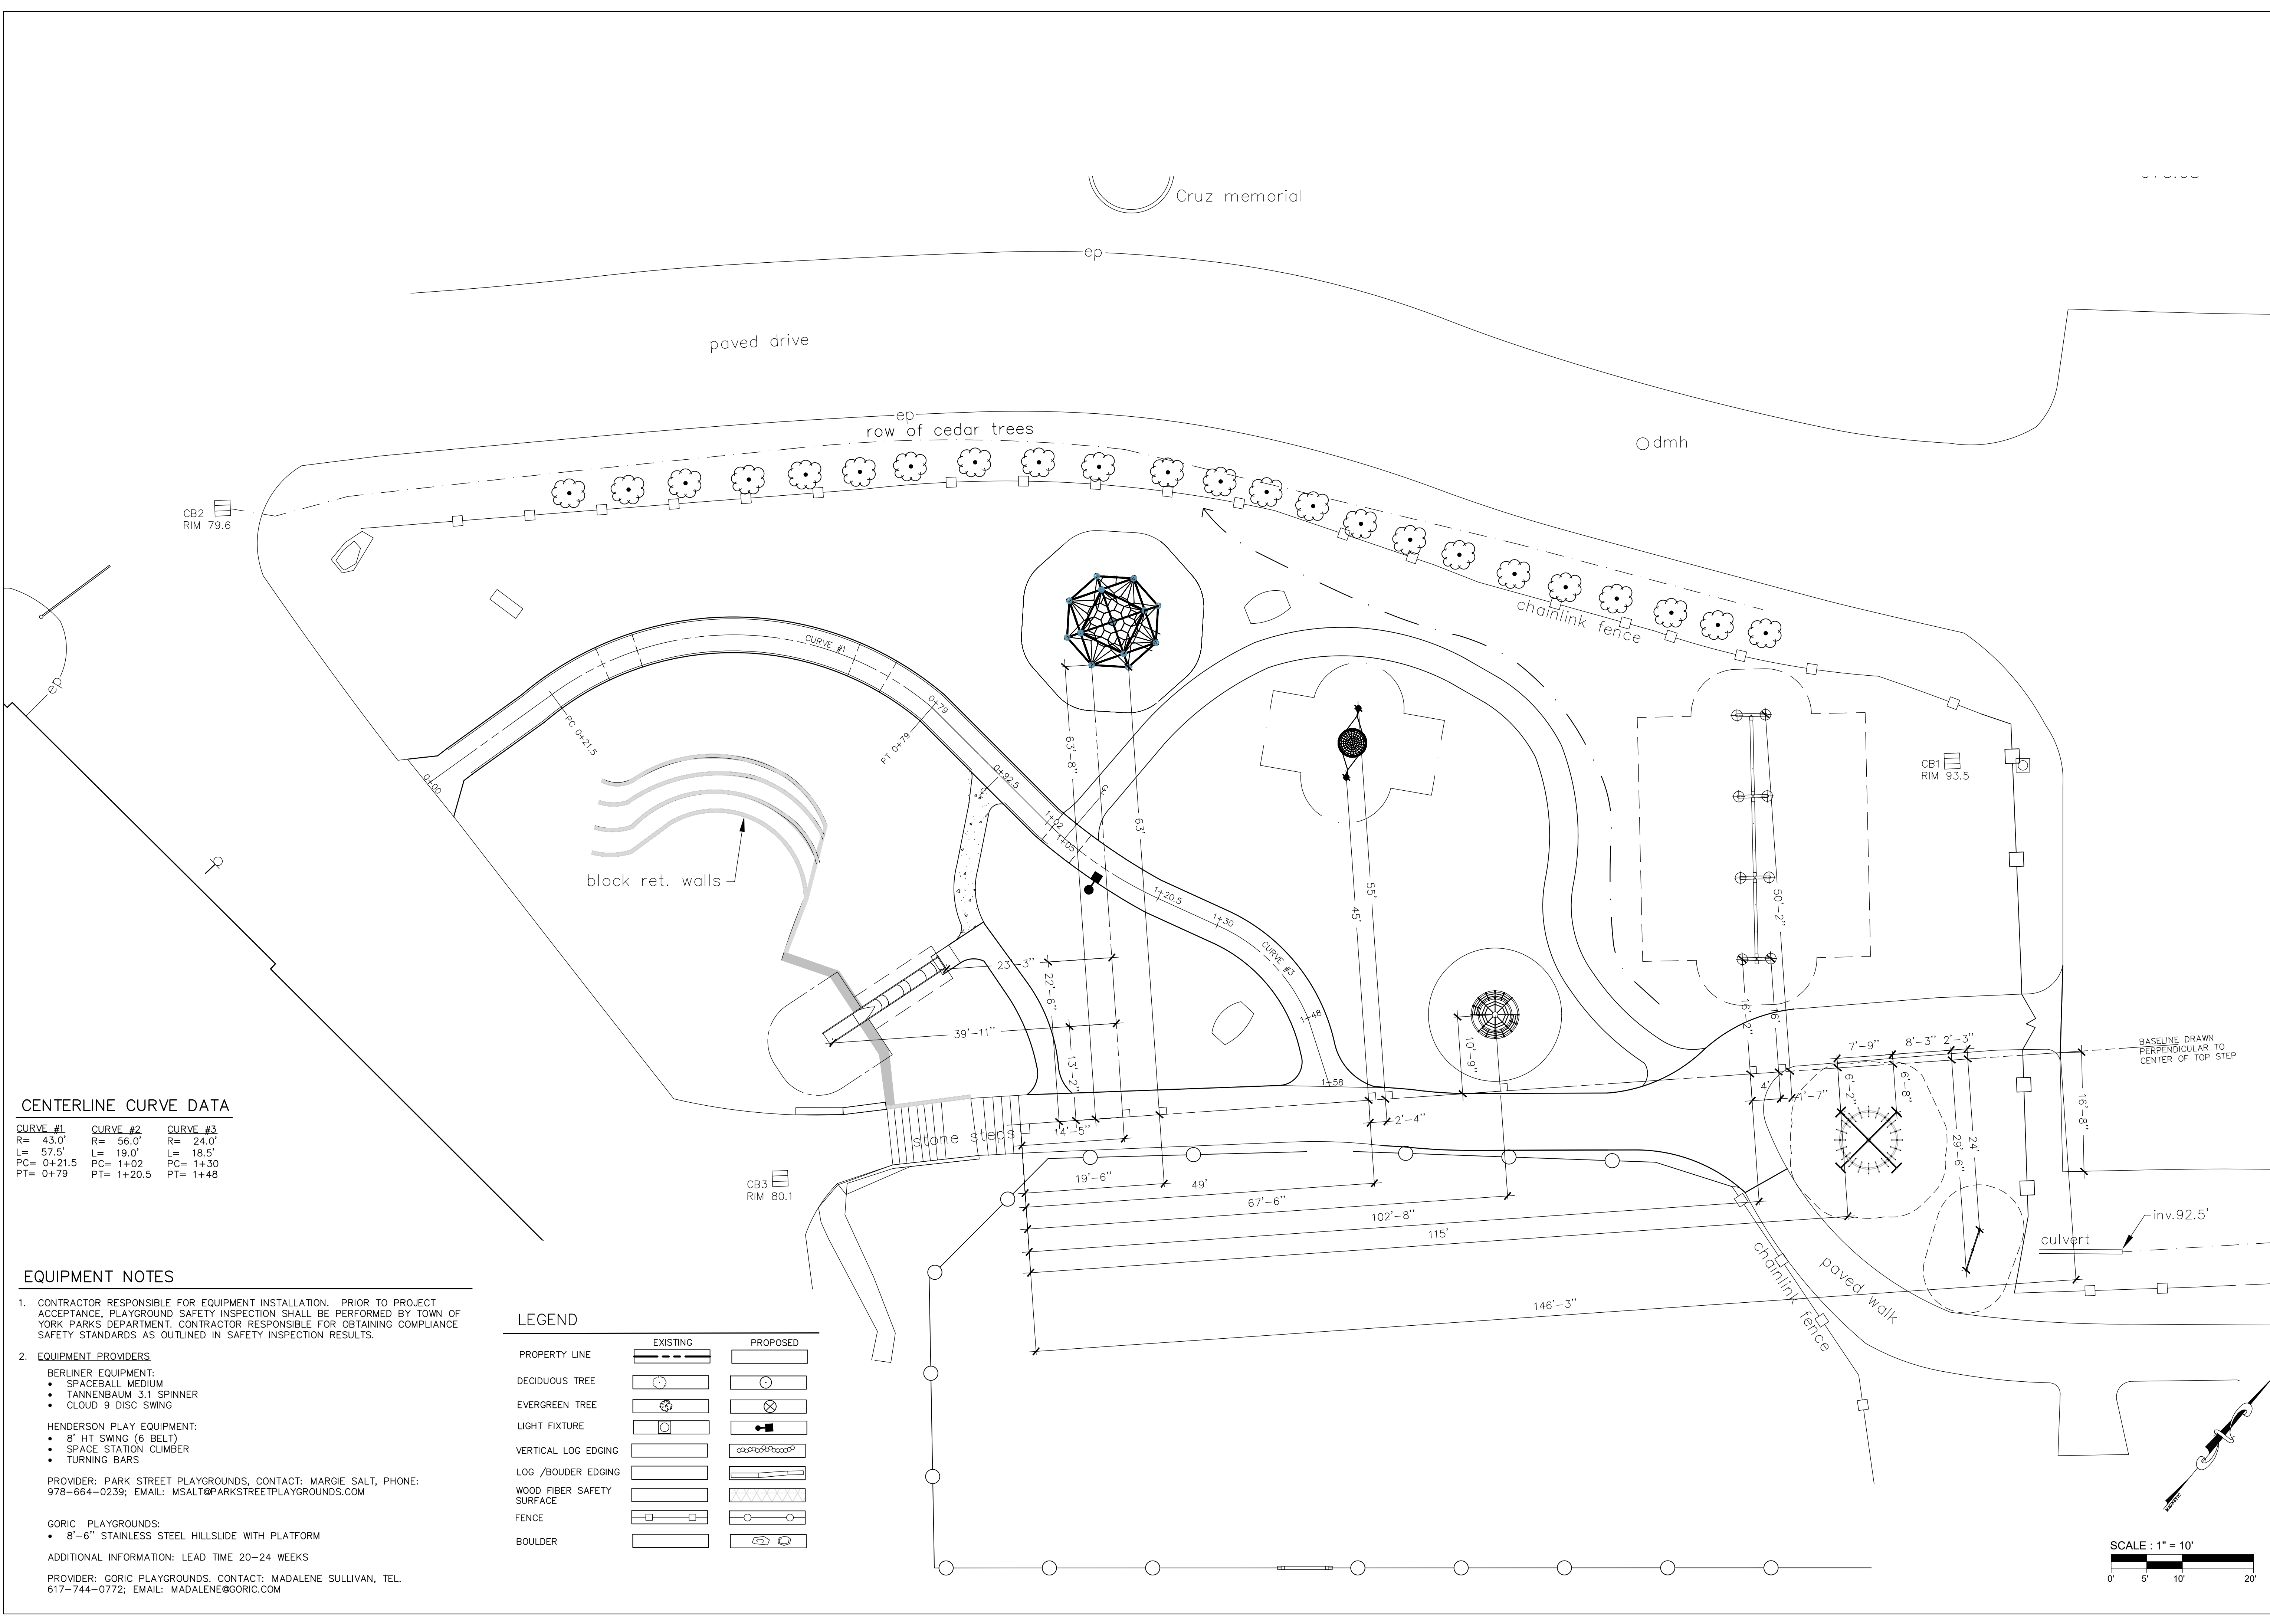 Cruz memorial
ep
paved drive
ep
row of cedar trees
dmh
CB2
RIM 79.6
chainlink fence
ep
CURVE #1
PC 0+21.5
0+79
PT 0+79
0+00
63'-8"
0+92.5
℄
℄
1+02
1+05
63'
CB1
RIM 93.5
block ret. walls
1+20.5
1+30
CURVE #3
55'
45'
50'-2"
23'-3"
22'-6"
1+48
16'-2"
16'
39'-11"
13'-2"
10'-9"
1+58
BASELINE DRAWN
PERPENDICULAR TO
CENTER OF TOP STEP
7'-9"
8'-3"
2'-3"
4'
1'-7"
6'-2"
6'-8"
16'-8"
stone steps
14'-5"
2'-4"
29'-6"
24'
CENTERLINE CURVE DATA
CURVE #1 CURVE #2 CURVE #3
R= 43.0' R= 56.0' R= 24.0'
L= 57.5' L= 19.0' L= 18.5'
PC= 0+21.5 PC= 1+02 PC= 1+30
PT= 0+79 PT= 1+20.5 PT= 1+48
CB3
RIM 80.1
19'-6"
49'
67'-6"
102'-8"
115'
146'-3"
inv.92.5'
culvert
chainlink fence
paved walk
EQUIPMENT NOTES
1. CONTRACTOR RESPONSIBLE FOR EQUIPMENT INSTALLATION. PRIOR TO PROJECT
ACCEPTANCE, PLAYGROUND SAFETY INSPECTION SHALL BE PERFORMED BY TOWN OF
YORK PARKS DEPARTMENT. CONTRACTOR RESPONSIBLE FOR OBTAINING COMPLIANCE
SAFETY STANDARDS AS OUTLINED IN SAFETY INSPECTION RESULTS.
2. EQUIPMENT PROVIDERS
BERLINER EQUIPMENT:
• SPACEBALL MEDIUM
• TANNENBAUM 3.1 SPINNER
• CLOUD 9 DISC SWING
HENDERSON PLAY EQUIPMENT:
• 8' HT SWING (6 BELT)
• SPACE STATION CLIMBER
• TURNING BARS
PROVIDER: PARK STREET PLAYGROUNDS, CONTACT: MARGIE SALT, PHONE:
978-664-0239; EMAIL: MSALT@PARKSTREETPLAYGROUNDS.COM
GORIC PLAYGROUNDS:
• 8'-6" STAINLESS STEEL HILLSLIDE WITH PLATFORM
ADDITIONAL INFORMATION: LEAD TIME 20-24 WEEKS
PROVIDER: GORIC PLAYGROUNDS. CONTACT: MADALENE SULLIVAN, TEL.
617-744-0772; EMAIL: MADALENE@GORIC.COM
LEGEND
EXISTING PROPOSED
PROPERTY LINE
DECIDUOUS TREE
EVERGREEN TREE
LIGHT FIXTURE
VERTICAL LOG EDGING
LOG /BOUDER EDGING
WOOD FIBER SAFETY
SURFACE
FENCE
BOULDER
MAGNETIC
SCALE : 1" = 10'
0' 5' 10' 20'